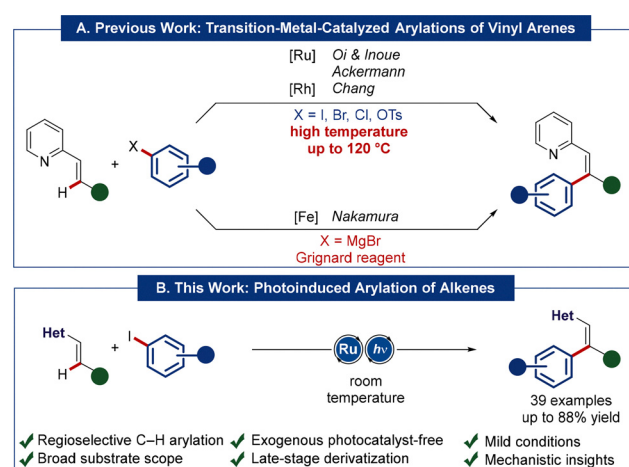 A. Previous Work: Transition-Metal-Catalyzed Arylations of Vinyl Arenes
[Ru] Oi & Inoue
Ackermann
[Rh] Chang
X = I, Br, Cl, OTs
high temperature
up to 120 °C
N
H
+
X
N
[Fe] Nakamura
X = MgBr
Grignard reagent
B. This Work: Photoinduced Arylation of Alkenes
Het
H
+
I
Ru hν
room
temperature
Het
39 examples
up to 88% yield
✓ Regioselective C–H arylation ✓ Exogenous photocatalyst-free ✓ Mild conditions
✓ Broad substrate scope ✓ Late-stage derivatization ✓ Mechanistic insights